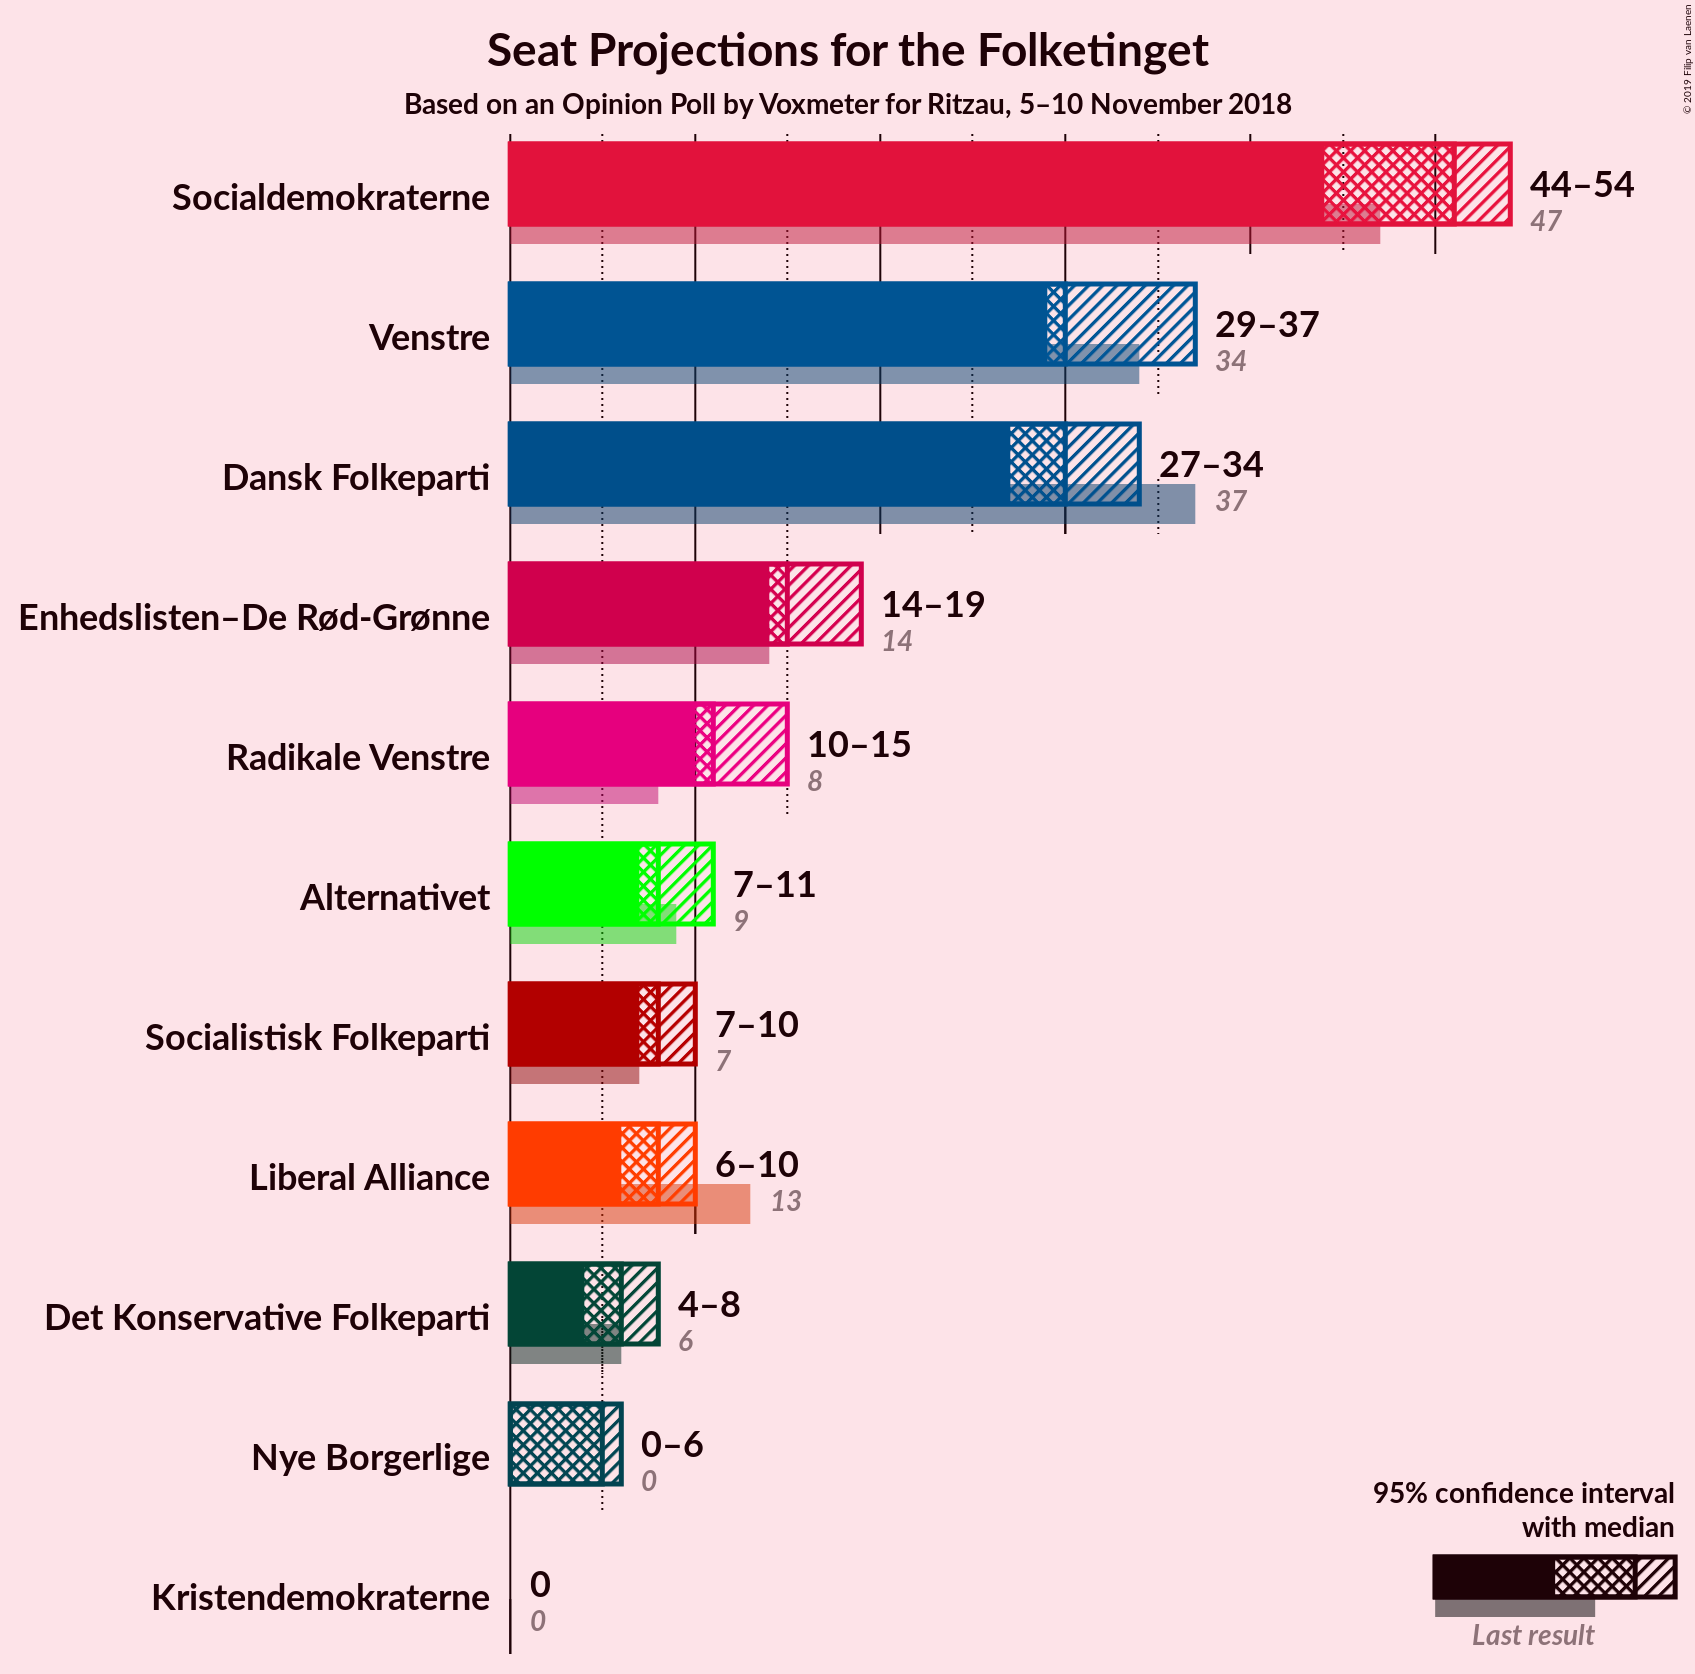 Seat Projections for the Folketinget
Based on an Opinion Poll by Voxmeter for Ritzau, 5–10 November 2018
© 2019 Filip van Laenen
Socialdemokraterne
44–54
47
Venstre
29–37
34
Dansk Folkeparti
27–34
37
Enhedslisten–De Rød-Grønne
14–19
14
Radikale Venstre
10–15
8
Alternativet
7–11
9
Socialistisk Folkeparti
7–10
7
Liberal Alliance
6–10
13
Det Konservative Folkeparti
4–8
6
Nye Borgerlige
0–6
0
Kristendemokraterne
0
0
95% confidence interval
with median
Last result